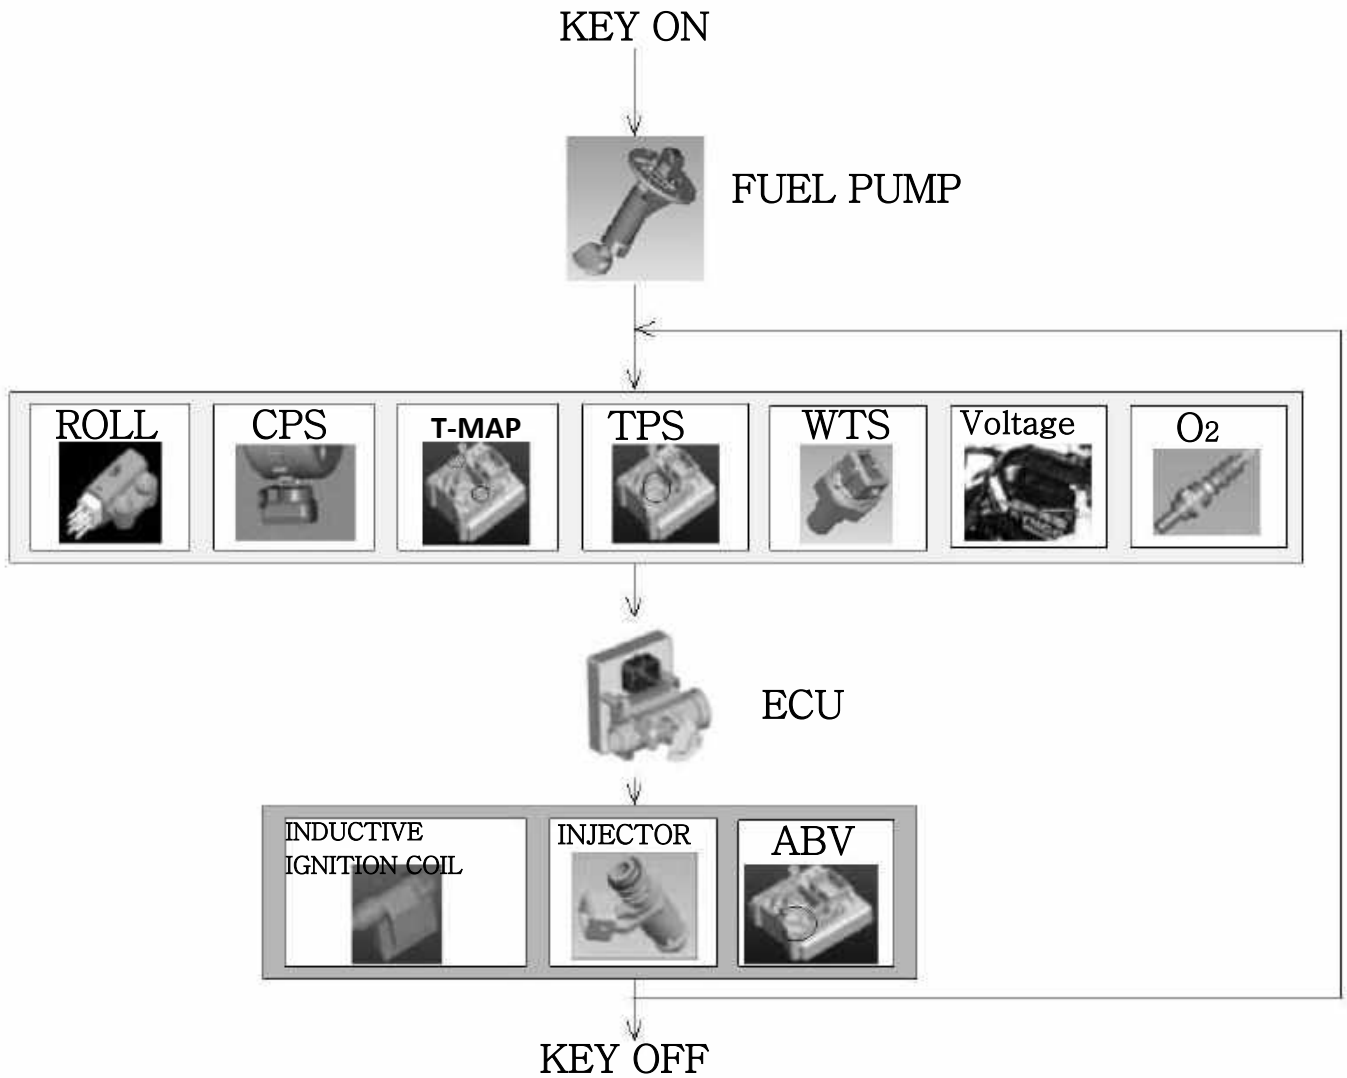 KEY ON
FUEL PUMP
ROLL
CPS
T-MAP
TPS
WTS
Voltage
O2
ECU
INDUCTIVE
IGNITION COIL
INJECTOR
ABV
KEY OFF